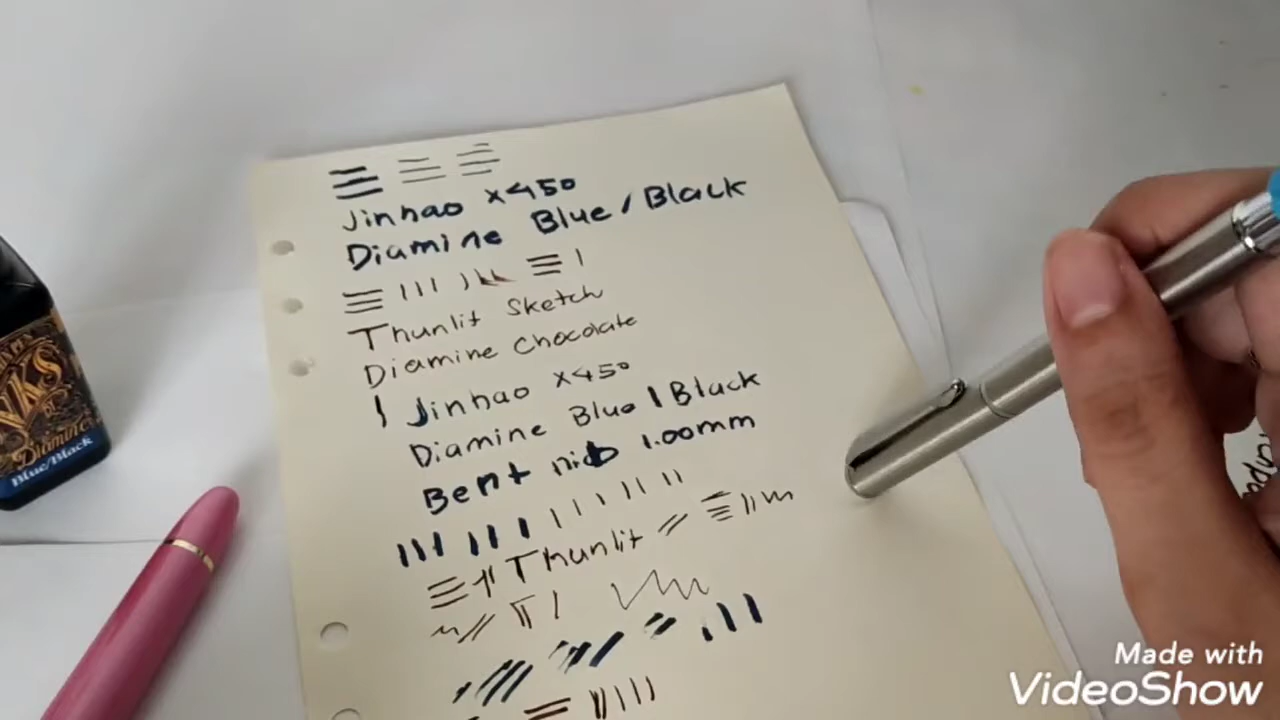 Jinhao x450
Diamine Blue/Black
Thunlit Sketch
Diamine Chocolate
Jinhao x450
Diamine Blue/Black
Bent nib 1.00mm
Thunlit
INKS
Diamine
Blue/Black
Made with
VideoShow